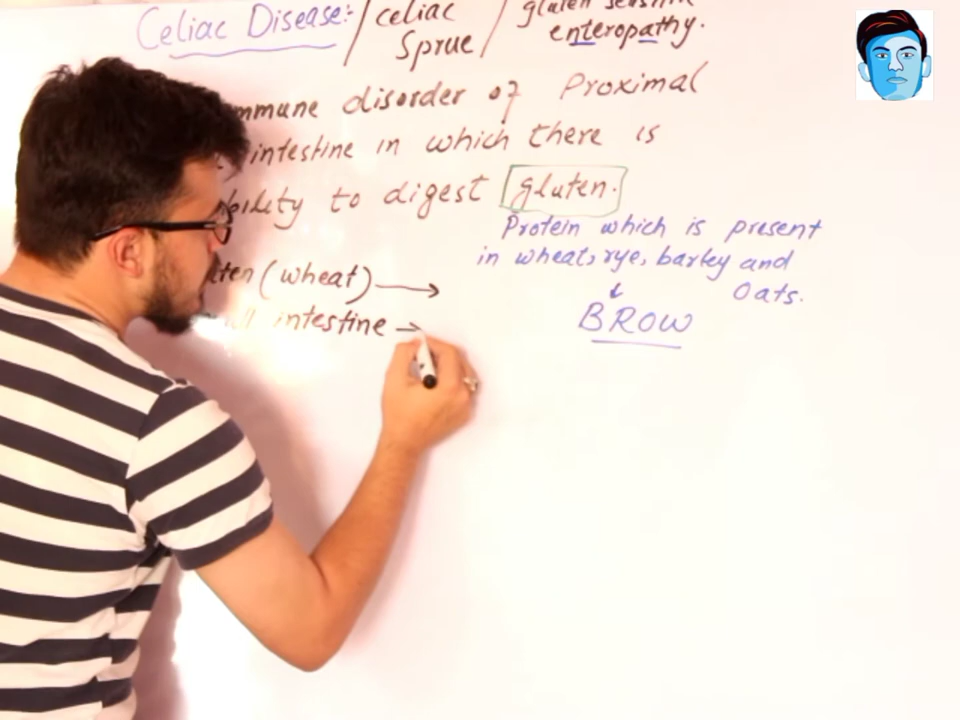 Celiac Disease:- / celiac Sprue / gluten sensitive enteropathy.
mmune disorder of Proximal
intestine in which there is
bility to digest gluten.
Protein which is present
in wheat, rye, barley and
Oats.
ten (wheat) →
BROW
intestine →